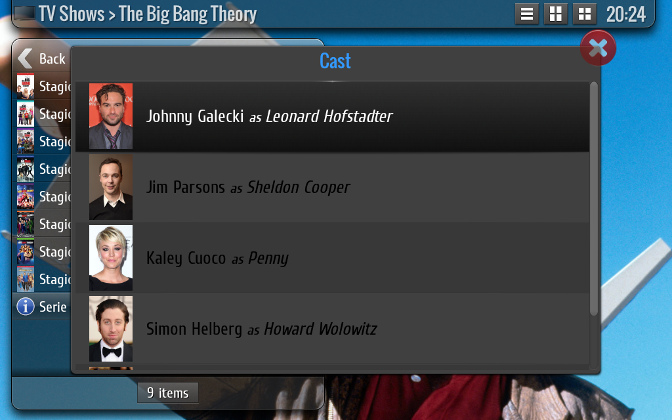 TV Shows > The Big Bang Theory
20:24
Back
Cast
Stagio
Stagio
Stagio
Stagio
Stagio
Stagio
Stagio
Stagio
Serie
Johnny Galecki as Leonard Hofstadter
Jim Parsons as Sheldon Cooper
Kaley Cuoco as Penny
Simon Helberg as Howard Wolowitz
9 items